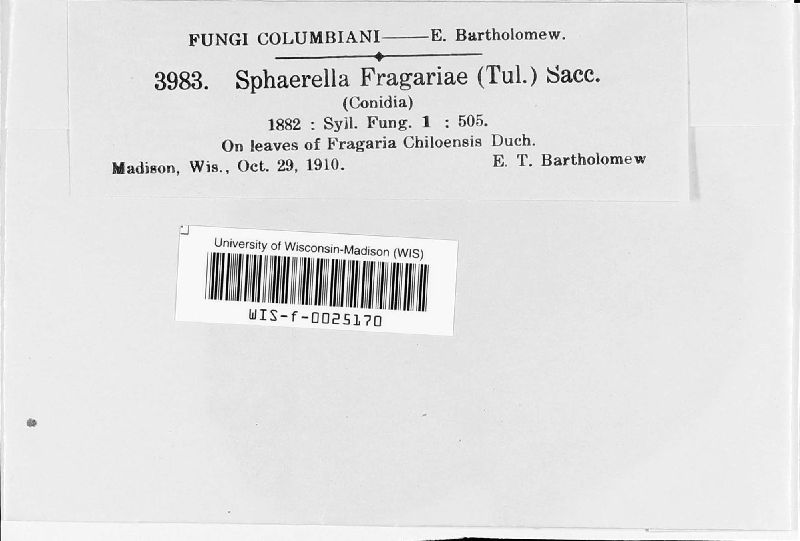 FUNGI COLUMBIANI——E. Bartholomew.
3983. Sphaerella Fragariae (Tul.) Sacc.
(Conidia)
1882 : Syll. Fung. 1 : 505.
On leaves of Fragaria Chiloensis Duch.
Madison, Wis., Oct. 29, 1910. E. T. Bartholomew
University of Wisconsin-Madison (WIS)
WIS-f-0025170